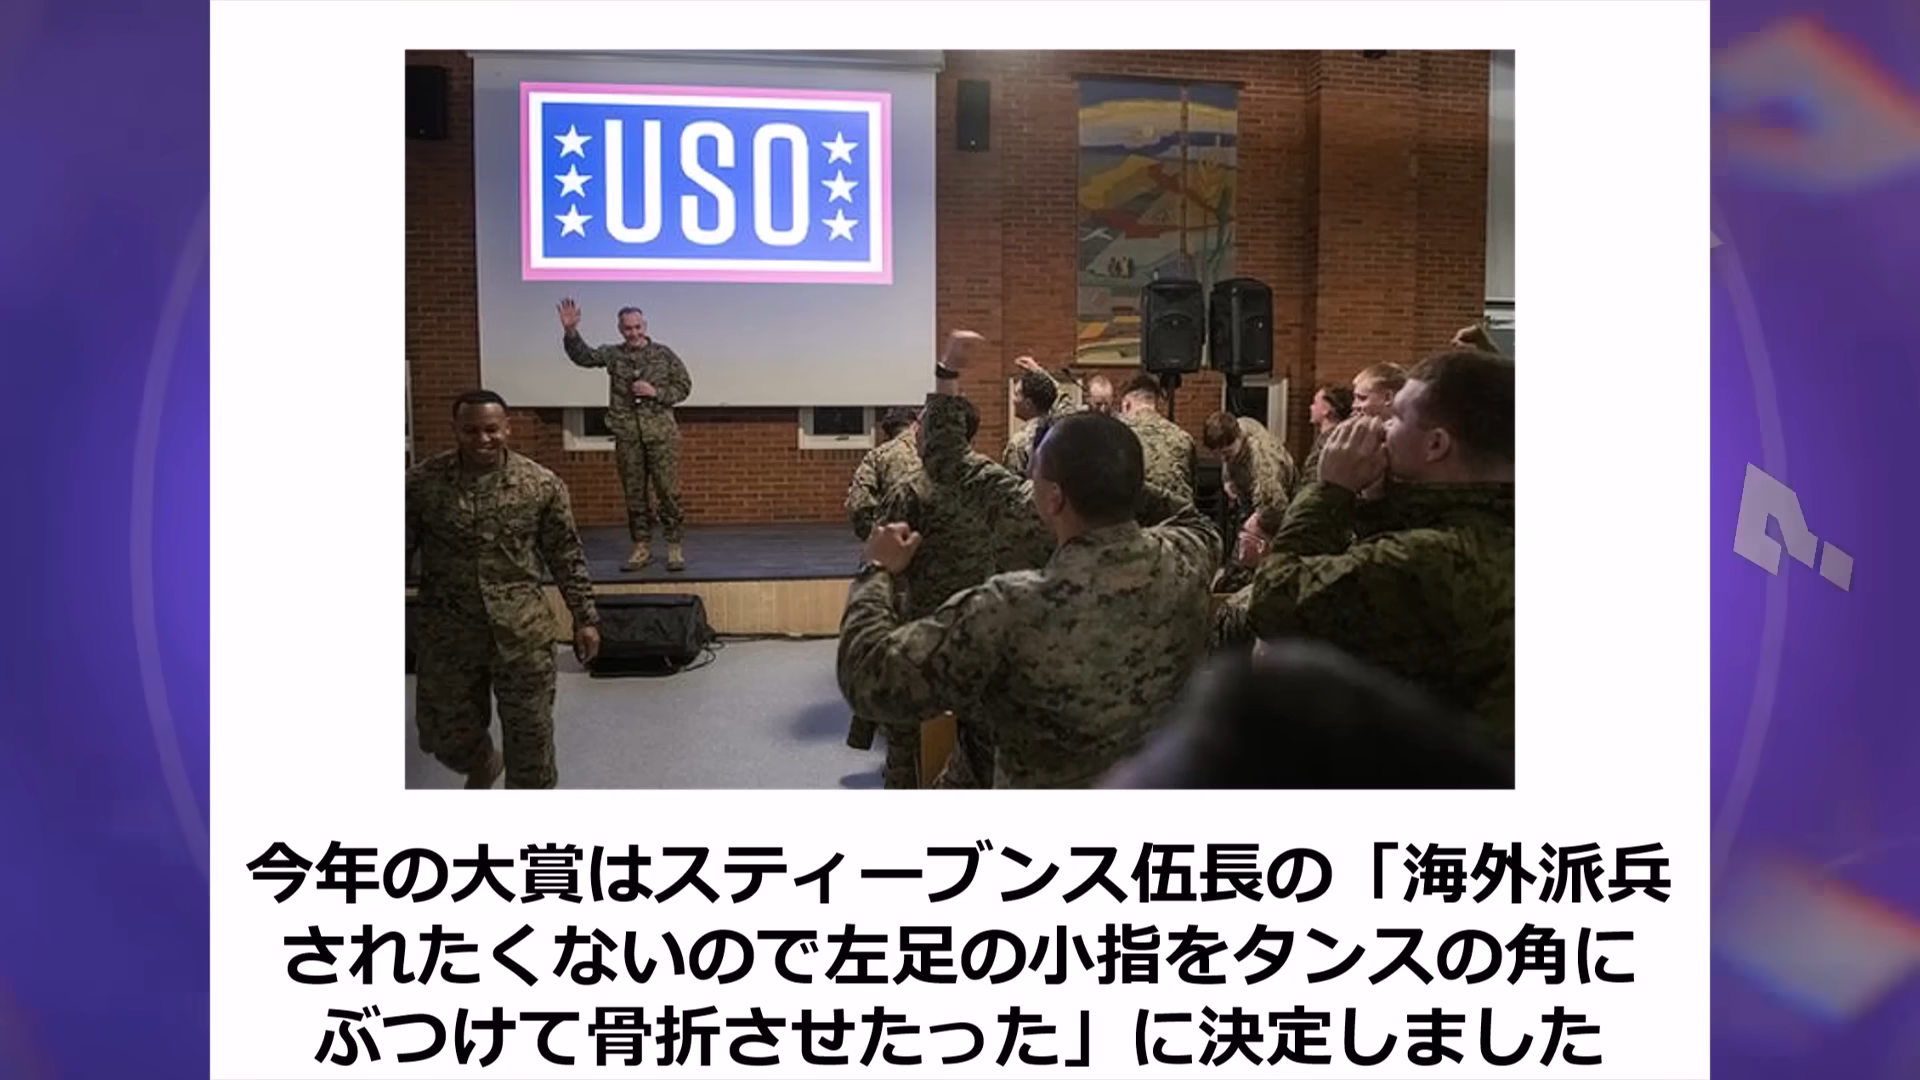 USO
今年の大賞はスティーブンス伍長の「海外派兵
されたくないので左足の小指をタンスの角に
ぶつけて骨折させたった」に決定しました